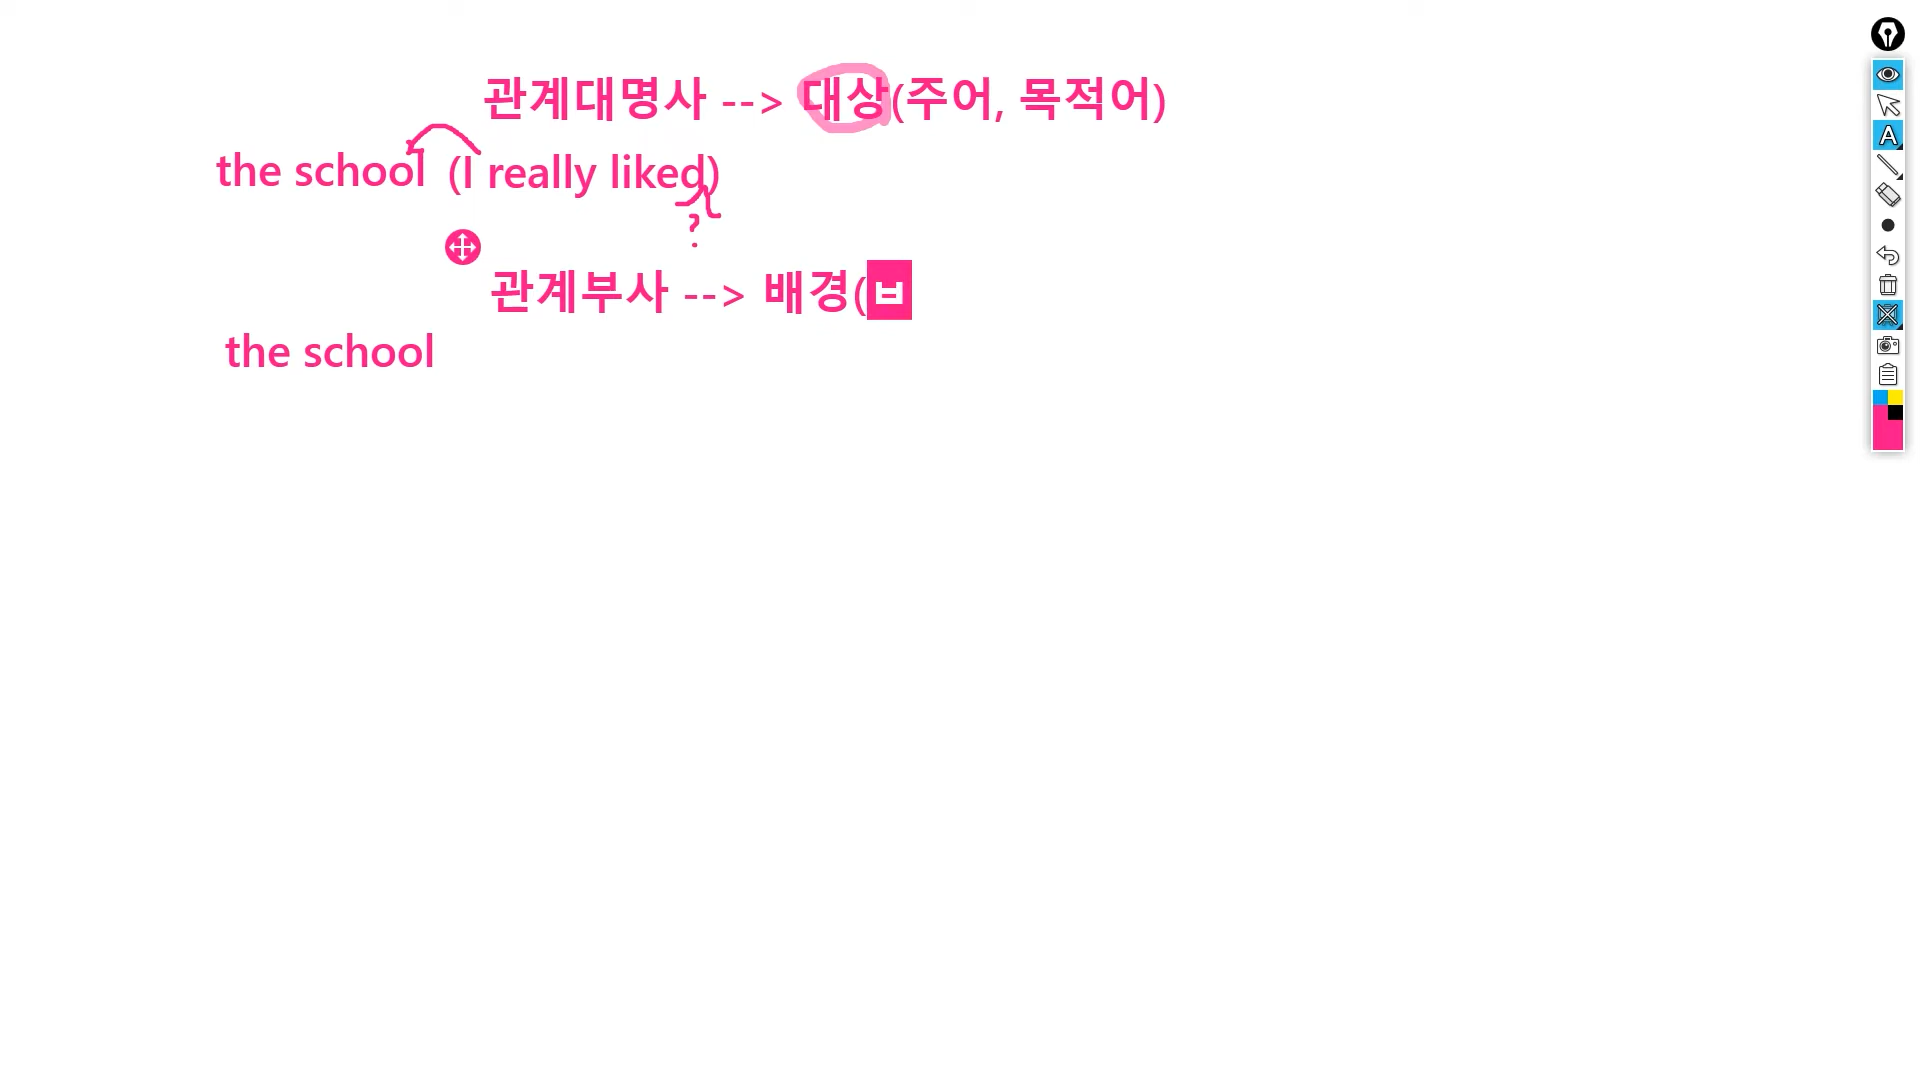 관계대명사 --> 대상(주어, 목적어)
the school (I really liked)
?
관계부사 --> 배경(ㅂ
the school